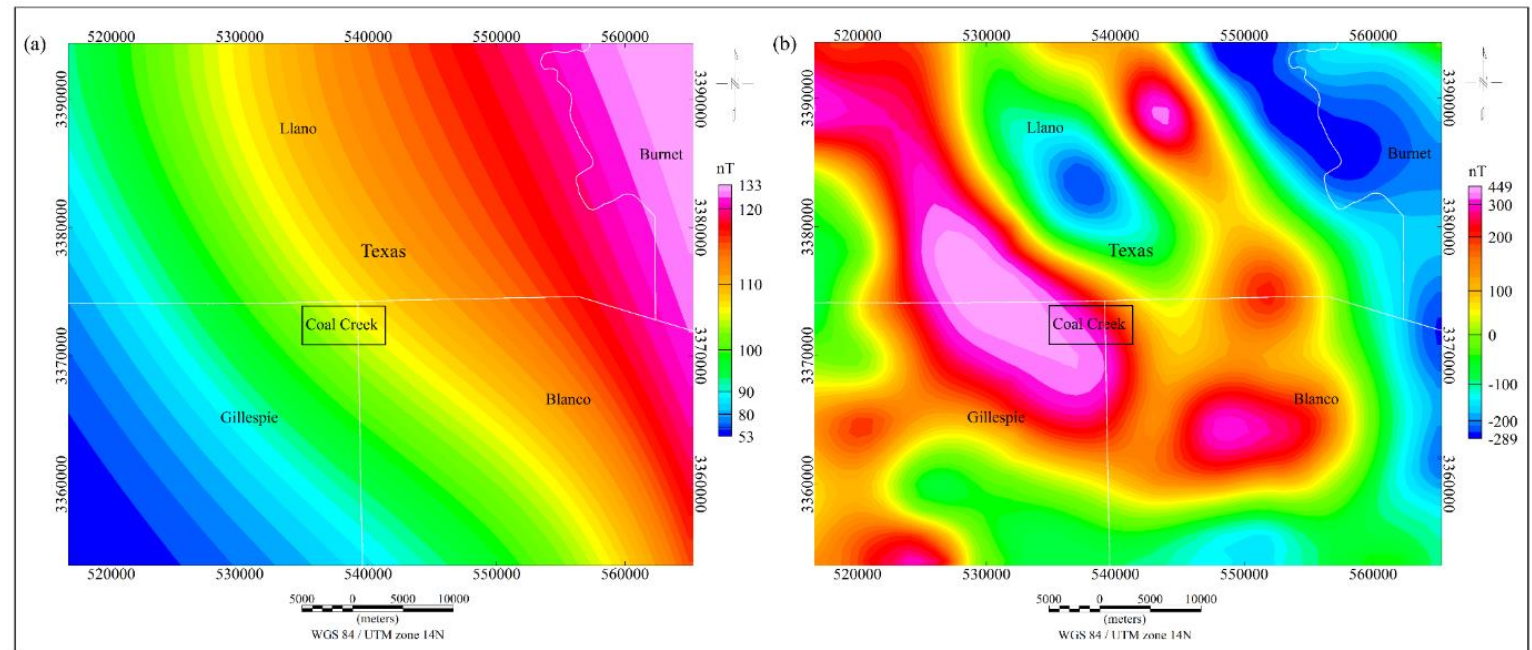 (a)
520000 530000 540000 550000 560000
3390000
3380000
3370000
3360000
Llano
Burnet
Texas
Coal Creek
Gillespie
Blanco
3390000
3380000
3370000
3360000
N
nT
133
120
110
100
90
80
53
520000 530000 540000 550000 560000
5000 0 5000 10000
(meters)
WGS 84 / UTM zone 14N
(b)
520000 530000 540000 550000 560000
3390000
3380000
3370000
3360000
Llano
Burnet
Texas
Coal Creek
Gillespie
Blanco
3390000
3380000
3370000
3360000
N
nT
449
300
200
100
0
-100
-200
-289
520000 530000 540000 550000 560000
5000 0 5000 10000
(meters)
WGS 84 / UTM zone 14N